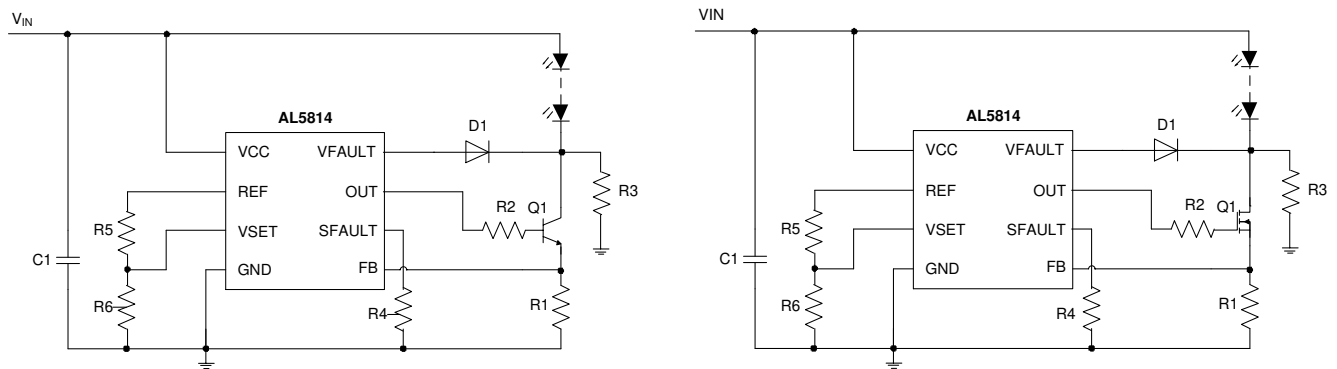 VIN
AL5814
D1
VCC
VFAULT
REF
OUT
R2
Q1
R3
R5
VSET
SFAULT
C1
GND
FB
R6
R4
R1
VIN
AL5814
D1
VCC
VFAULT
REF
OUT
R2
Q1
R3
R5
VSET
SFAULT
C1
GND
FB
R6
R4
R1